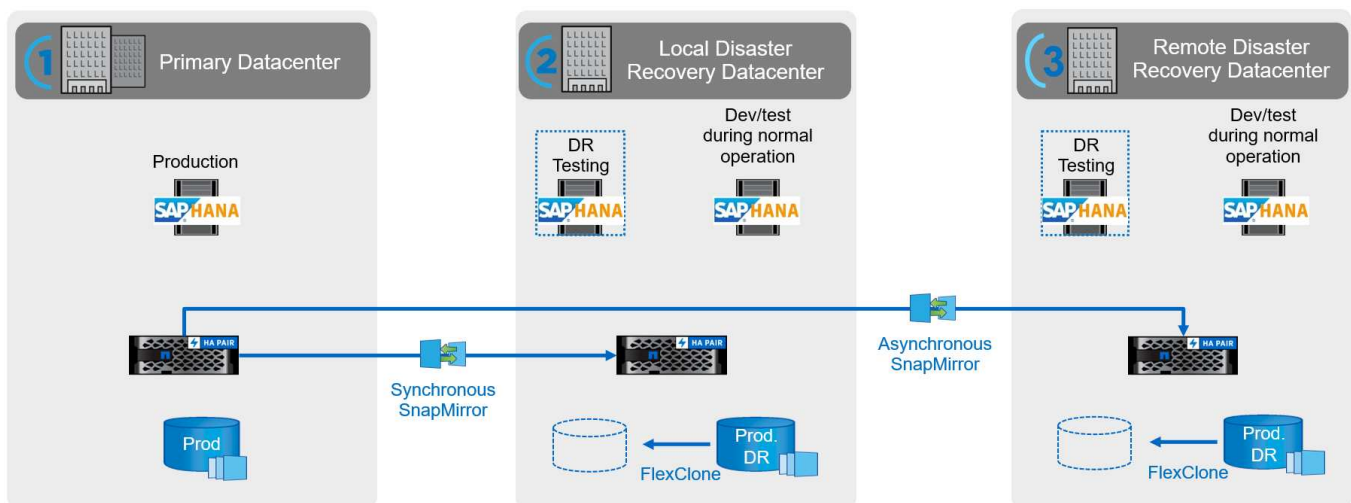 1
Primary Datacenter
Production
SAP HANA
HA PAIR
Prod
Synchronous
SnapMirror
2
Local Disaster
Recovery Datacenter
DR
Testing
SAP HANA
Dev/test
during normal
operation
SAP HANA
HA PAIR
FlexClone
Prod.
DR
Asynchronous
SnapMirror
3
Remote Disaster
Recovery Datacenter
DR
Testing
SAP HANA
Dev/test
during normal
operation
SAP HANA
HA PAIR
FlexClone
Prod.
DR